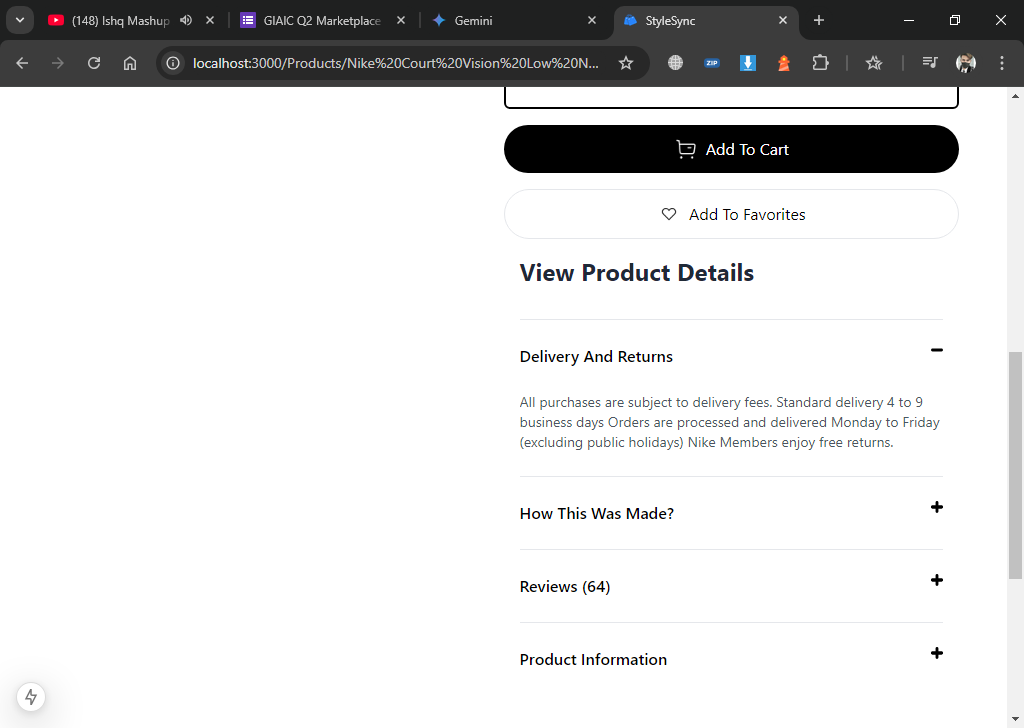 (148) Ishq Mashup
GIAIC Q2 Marketplace
Gemini
StyleSync
localhost:3000/Products/Nike%20Court%20Vision%20Low%20N...
ZIP
Add To Cart
Add To Favorites
View Product Details
Delivery And Returns
All purchases are subject to delivery fees. Standard delivery 4 to 9
business days Orders are processed and delivered Monday to Friday
(excluding public holidays) Nike Members enjoy free returns.
How This Was Made?
Reviews (64)
Product Information